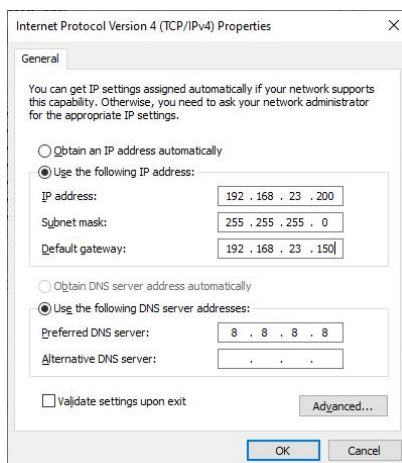 Internet Protocol Version 4 (TCP/IPv4) Properties
General
You can get IP settings assigned automatically if your network supports
this capability. Otherwise, you need to ask your network administrator
for the appropriate IP settings.
Obtain an IP address automatically
Use the following IP address:
IP address: 192 . 168 . 23 . 200
Subnet mask: 255 . 255 . 255 . 0
Default gateway: 192 . 168 . 23 . 150
Obtain DNS server address automatically
Use the following DNS server addresses:
Preferred DNS server: 8 . 8 . 8 . 8
Alternative DNS server: . . .
Validate settings upon exit
Advanced...
OK Cancel